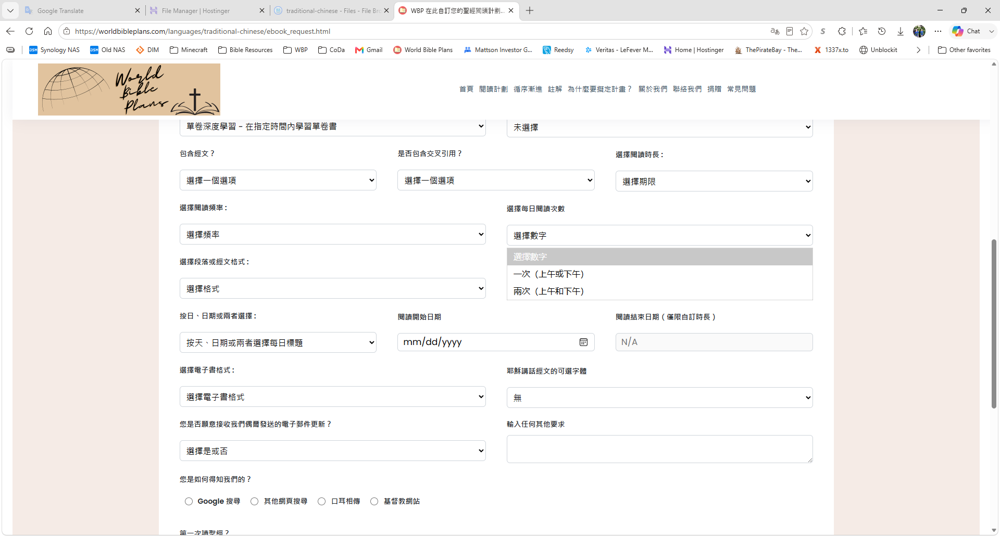 Google Translate
File Manager | Hostinger
traditional-chinese - Files - File Bro
WBP 在此自訂您的聖經閱讀計劃...
https://worldbibleplans.com/languages/traditional-chinese/ebook_request.html
Chat
Synology NAS
Old NAS
DIM
Minecraft
Bible Resources
WBP
CoDa
Gmail
World Bible Plans
Mattson Investor G...
Reedsy
Veritas - LeFever M...
Home | Hostinger
ThePirateBay - The...
1337x.to
Unblockit
Other favorites
World
Bible
Plans
首頁 閱讀計劃 循序漸進 註解 為什麼要擬定計畫？ 關於我們 聯絡我們 捐贈 常見問題
單卷深度學習 - 在指定時間內學習單卷書
未選擇
包含經文？
是否包含交叉引用？
選擇閱讀時長：
選擇一個選項
選擇一個選項
選擇期限
選擇閱讀頻率：
選擇每日閱讀次數
選擇頻率
選擇數字
選擇數字
一次（上午或下午）
兩次（上午和下午）
選擇段落或經文格式：
選擇格式
按日、日期或兩者選擇：
閱讀開始日期
閱讀結束日期（僅限自訂時長）
按天、日期或兩者選擇每日標題
mm/dd/yyyy
N/A
選擇電子書格式：
耶穌講話經文的可選字體
選擇電子書格式
無
您是否願意接收我們偶爾發送的電子郵件更新？
輸入任何其他要求
選擇是或否
您是如何得知我們的？
Google 搜尋
其他網頁搜尋
口耳相傳
基督教網站
第一次讀聖經？